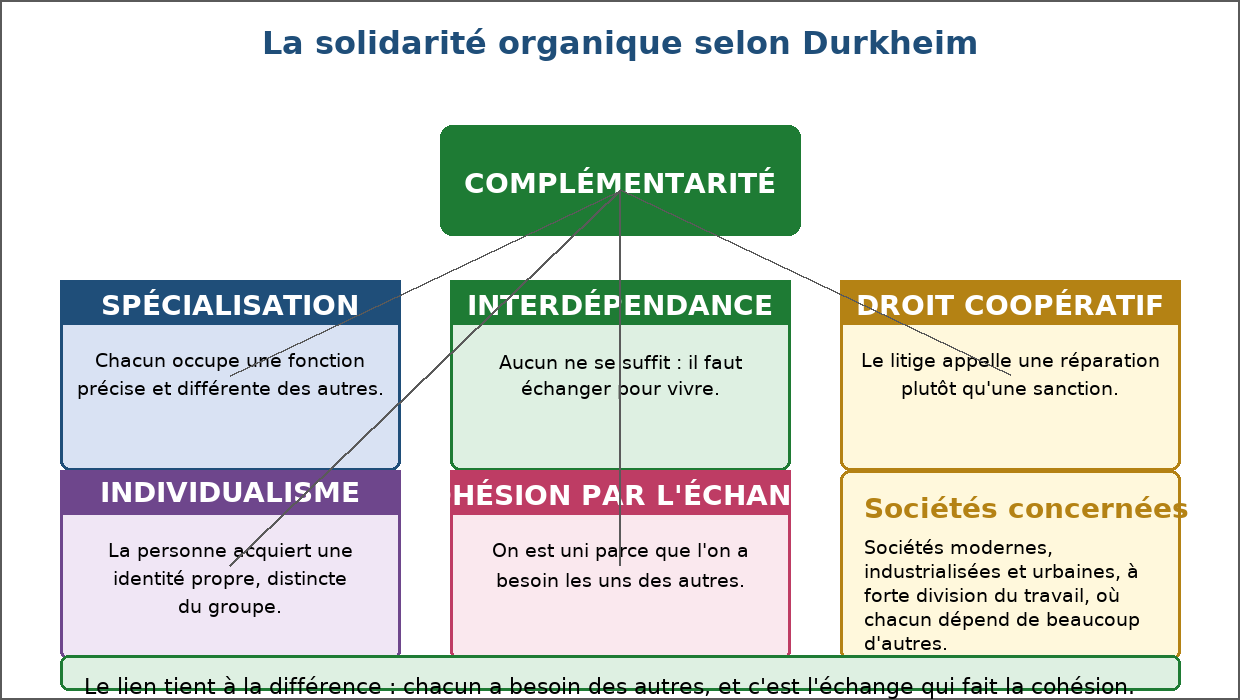 La solidarité organique selon Durkheim
COMPLÉMENTARITÉ
SPÉCIALISATION
Chacun occupe une fonction
précise et différente des autres.
INTERDÉPENDANCE
Aucun ne se suffit : il faut
échanger pour vivre.
DROIT COOPÉRATIF
Le litige appelle une réparation
plutôt qu'une sanction.
INDIVIDUALISME
La personne acquiert une
identité propre, distincte
du groupe.
HÉSION PAR L'ÉCHAN
On est uni parce que l'on a
besoin les uns des autres.
Sociétés concernées
Sociétés modernes,
industrialisées et urbaines, à
forte division du travail, où
chacun dépend de beaucoup
d'autres.
Le lien tient à la différence : chacun a besoin des autres, et c'est l'échange qui fait la cohésion.